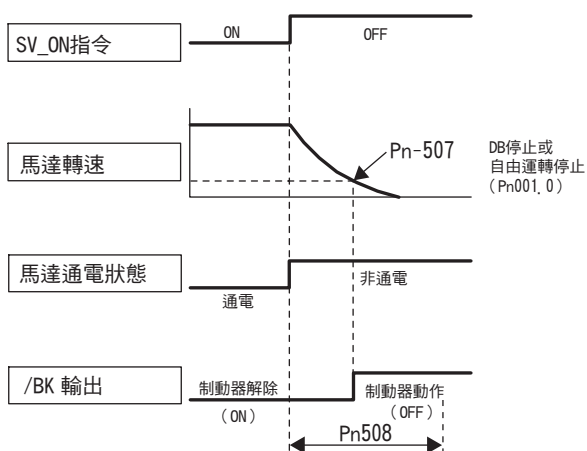 SV_ON指令
ON
OFF
馬達轉速
Pn-507
DB停止或
自由運轉停止
(Pn001.0)
馬達通電狀態
通電
非通電
/BK 輸出
制動器解除
(ON)
制動器動作
(OFF)
Pn508